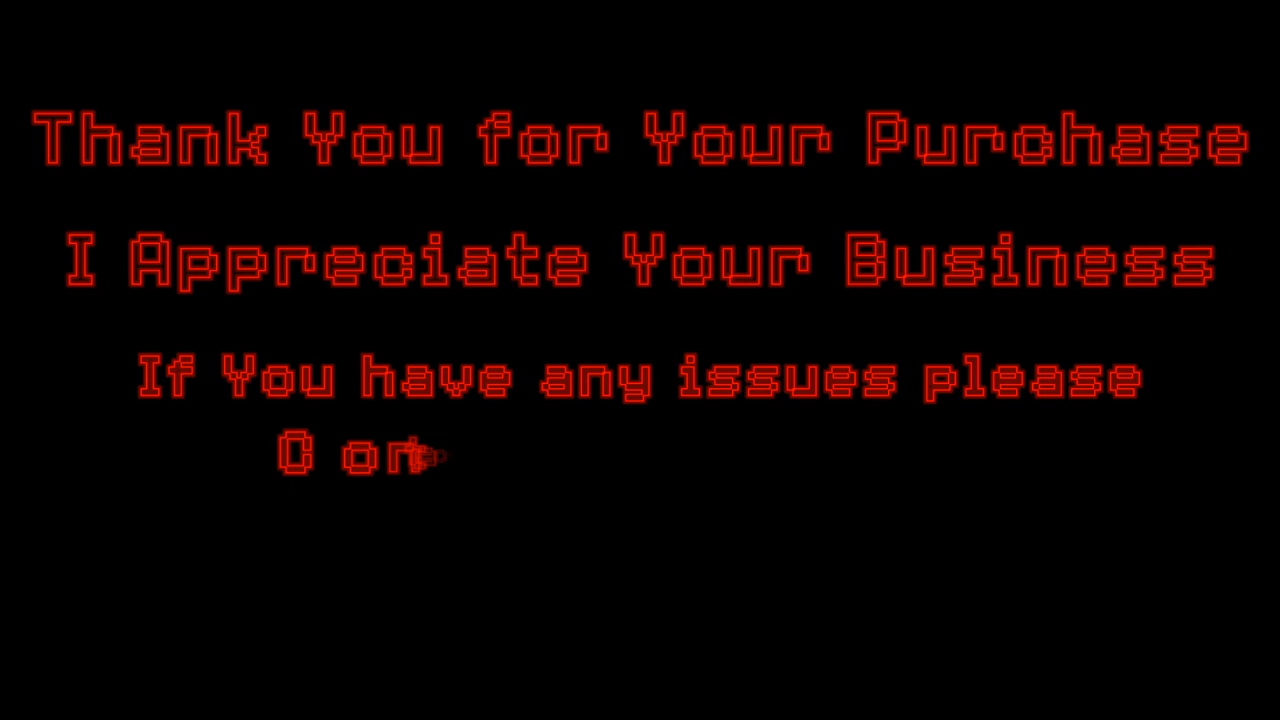 Thank You for Your Purchase
I Appreciate Your Business
If You have any issues please